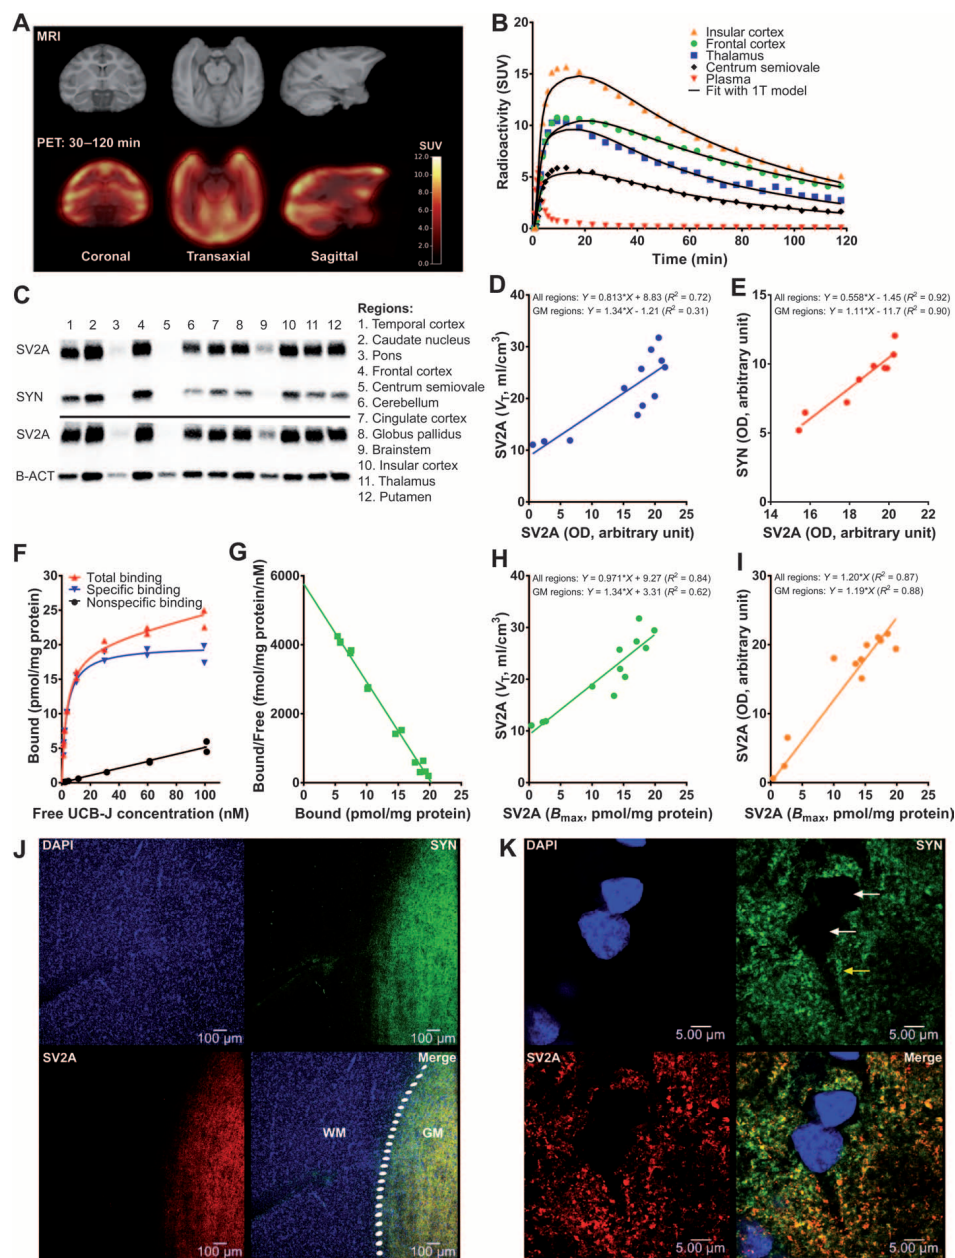 A
MRI
PET: 30–120 min
SUV
12.0
10.0
8.0
6.0
4.0
2.0
0.0
Coronal Transaxial Sagittal
B
Radioactivity (SUV)
20
15
10
5
0
0 20 40 60 80 100 120
Time (min)
Insular cortex
Frontal cortex
Thalamus
Centrum semiovale
Plasma
Fit with 1T model
C
1 2 3 4 5 6 7 8 9 10 11 12
SV2A
SYN
SV2A
B-ACT
Regions:
1. Temporal cortex
2. Caudate nucleus
3. Pons
4. Frontal cortex
5. Centrum semiovale
6. Cerebellum
7. Cingulate cortex
8. Globus pallidus
9. Brainstem
10. Insular cortex
11. Thalamus
12. Putamen
D
All regions: Y = 0.813*X + 8.83 (R² = 0.72)
GM regions: Y = 1.34*X - 1.21 (R² = 0.31)
SV2A (VT, ml/cm³)
40
30
20
10
0
0 5 10 15 20 25
SV2A (OD, arbitrary unit)
E
All regions: Y = 0.558*X - 1.45 (R² = 0.92)
GM regions: Y = 1.11*X - 11.7 (R² = 0.90)
SYN (OD, arbitrary unit)
15
10
5
0
14 16 18 20 22
SV2A (OD, arbitrary unit)
F
Total binding
Specific binding
Nonspecific binding
Bound (pmol/mg protein)
30
25
20
15
10
5
0
0 20 40 60 80 100
Free UCB-J concentration (nM)
G
Bound/Free (fmol/mg protein/nM)
6000
4000
2000
0
0 5 10 15 20 25
Bound (pmol/mg protein)
H
All regions: Y = 0.971*X + 9.27 (R² = 0.84)
GM regions: Y = 1.34*X + 3.31 (R² = 0.62)
SV2A (VT, ml/cm³)
40
30
20
10
0
0 5 10 15 20 25
SV2A (Bmax, pmol/mg protein)
I
All regions: Y = 1.20*X (R² = 0.87)
GM regions: Y = 1.19*X (R² = 0.88)
SV2A (OD, arbitrary unit)
30
20
10
0
0 5 10 15 20 25
SV2A (Bmax, pmol/mg protein)
J
DAPI
100 µm
SYN
100 µm
SV2A
100 µm
Merge
WM GM
100 µm
K
DAPI
5.00 µm
SYN
5.00 µm
SV2A
5.00 µm
Merge
5.00 µm